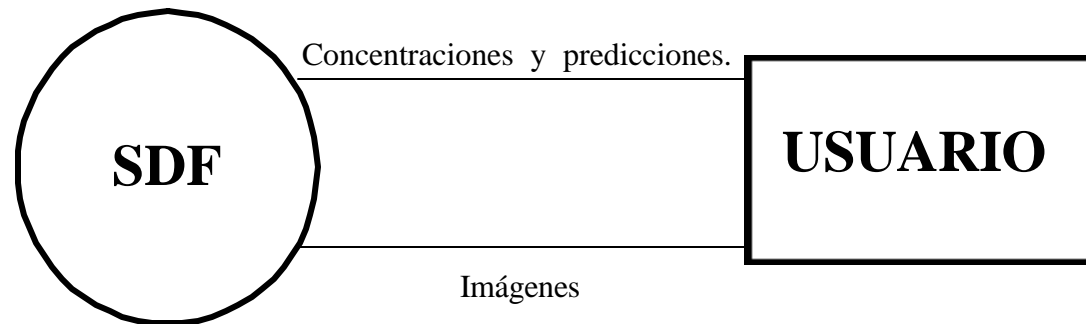 Concentraciones y predicciones.
SDF
USUARIO
Imágenes